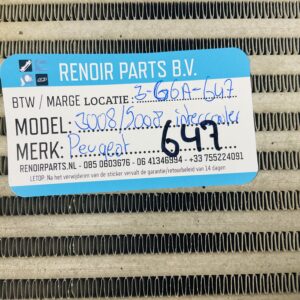 RENOIR PARTS B.V.
BTW / MARGE LOCATIE: 3-G6A-647
MODEL: 3008/5008 intercooler
MERK: Peugeot 647
RENOIRPARTS.NL - 085 0603676 - 06 41346994 - +33 755224091
LETOP: Na het verwijderen van de sticker vervalt de garantie/retourbeleid van 14 dagen